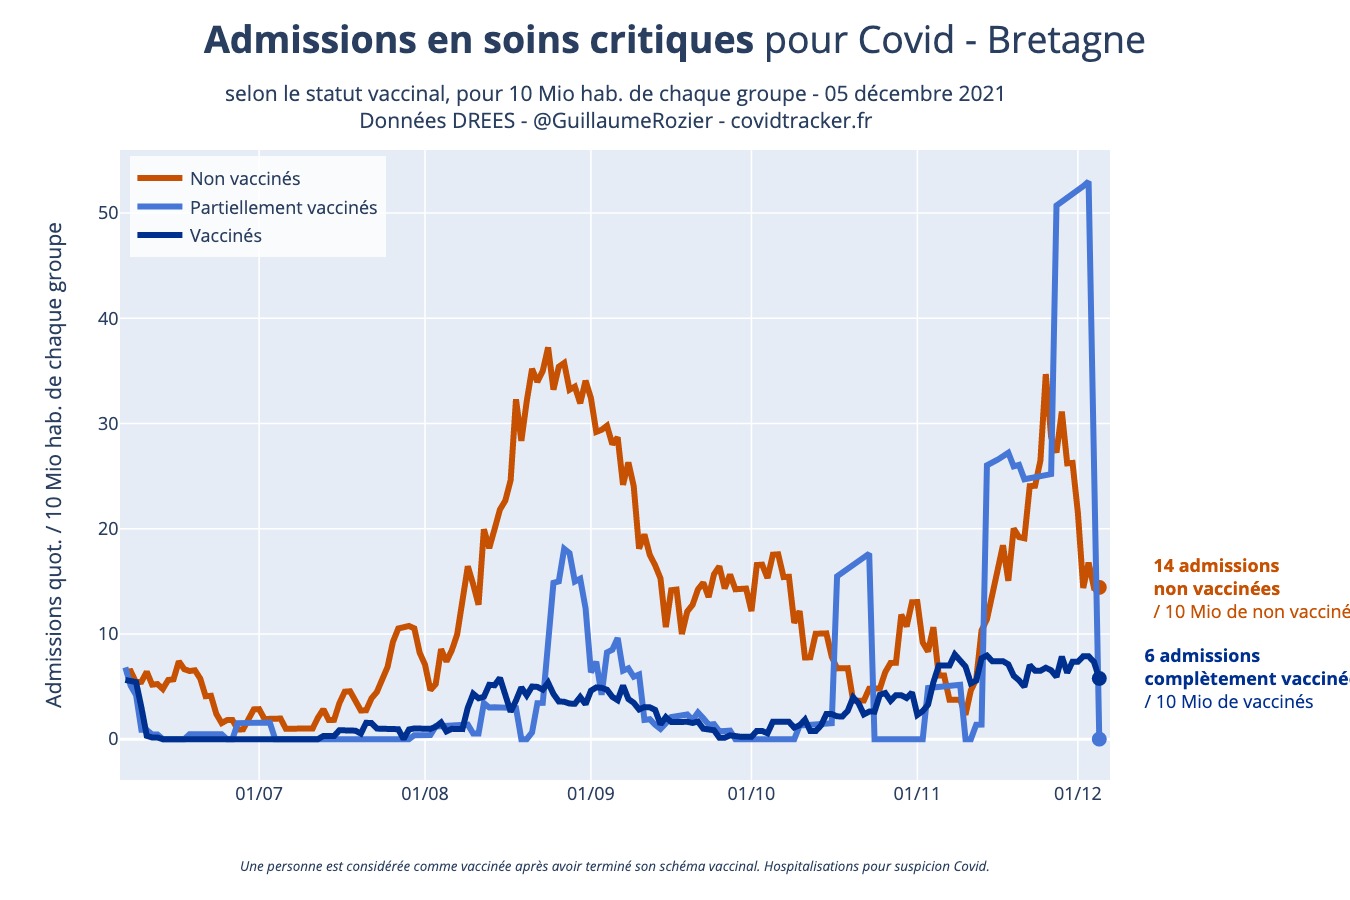 Admissions en soins critiques pour Covid - Bretagne
selon le statut vaccinal, pour 10 Mio hab. de chaque groupe - 05 décembre 2021
Données DREES - @GuillaumeRozier - covidtracker.fr
Admissions quot. / 10 Mio hab. de chaque groupe
Non vaccinés
Partiellement vaccinés
Vaccinés
50
40
30
20
10
0
01/07
01/08
01/09
01/10
01/11
01/12
14 admissions
non vaccinées
/ 10 Mio de non vacciné
6 admissions
complètement vacciné
/ 10 Mio de vaccinés
Une personne est considérée comme vaccinée après avoir terminé son schéma vaccinal. Hospitalisations pour suspicion Covid.